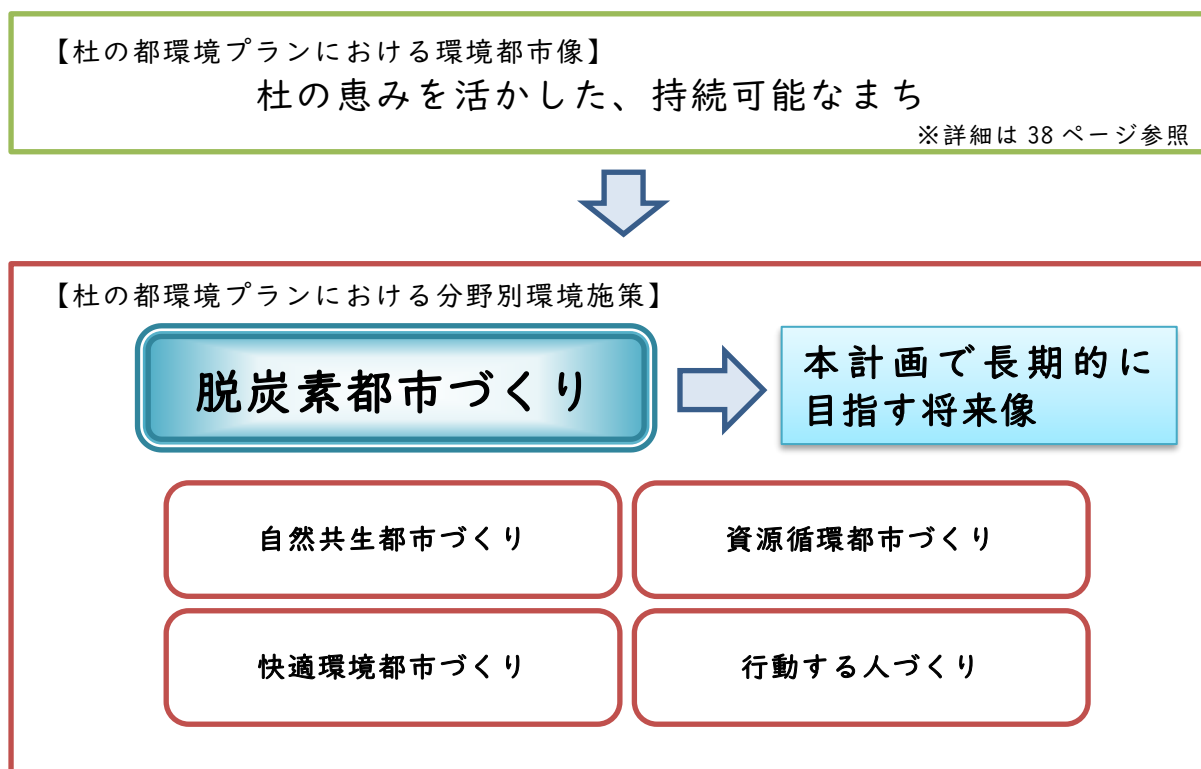 【杜の都環境プランにおける環境都市像】
杜の恵みを活かした、持続可能なまち
※詳細は 38 ページ参照
【杜の都環境プランにおける分野別環境施策】
脱炭素都市づくり
本計画で長期的に
目指す将来像
自然共生都市づくり
資源循環都市づくり
快適環境都市づくり
行動する人づくり